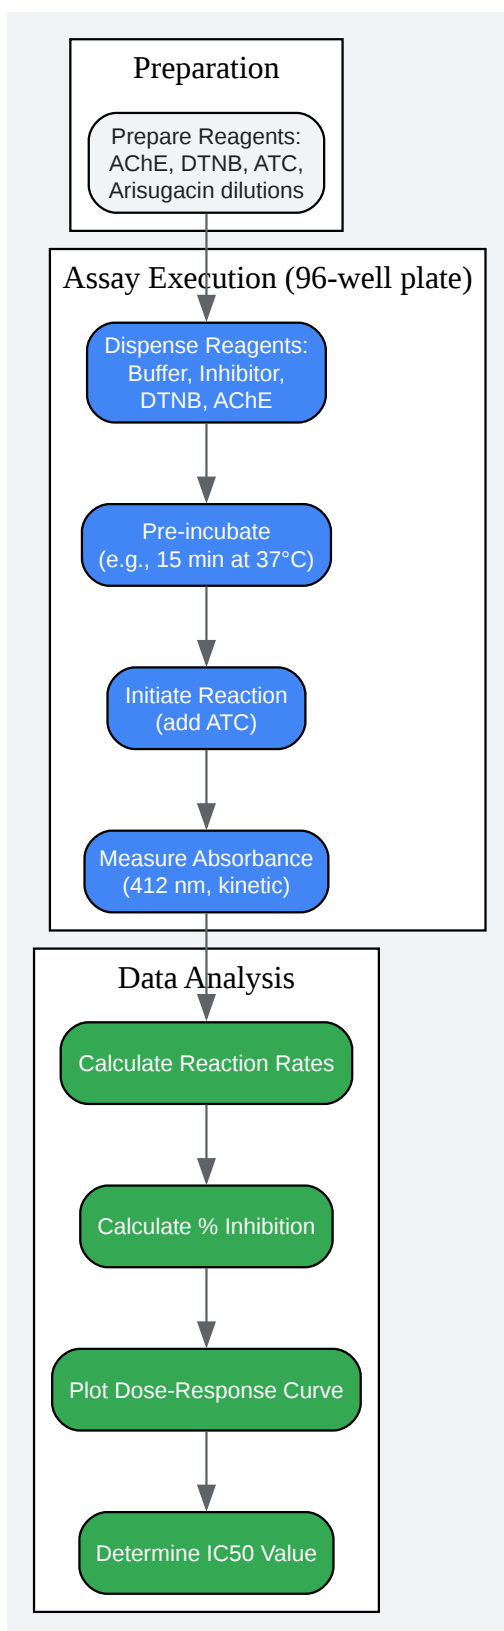 Preparation
Prepare Reagents:
AChE, DTNB, ATC,
Arisugacin dilutions
Assay Execution (96-well plate)
Dispense Reagents:
Buffer, Inhibitor,
DTNB, AChE
Pre-incubate
(e.g., 15 min at 37°C)
Initiate Reaction
(add ATC)
Measure Absorbance
(412 nm, kinetic)
Data Analysis
Calculate Reaction Rates
Calculate % Inhibition
Plot Dose-Response Curve
Determine IC50 Value